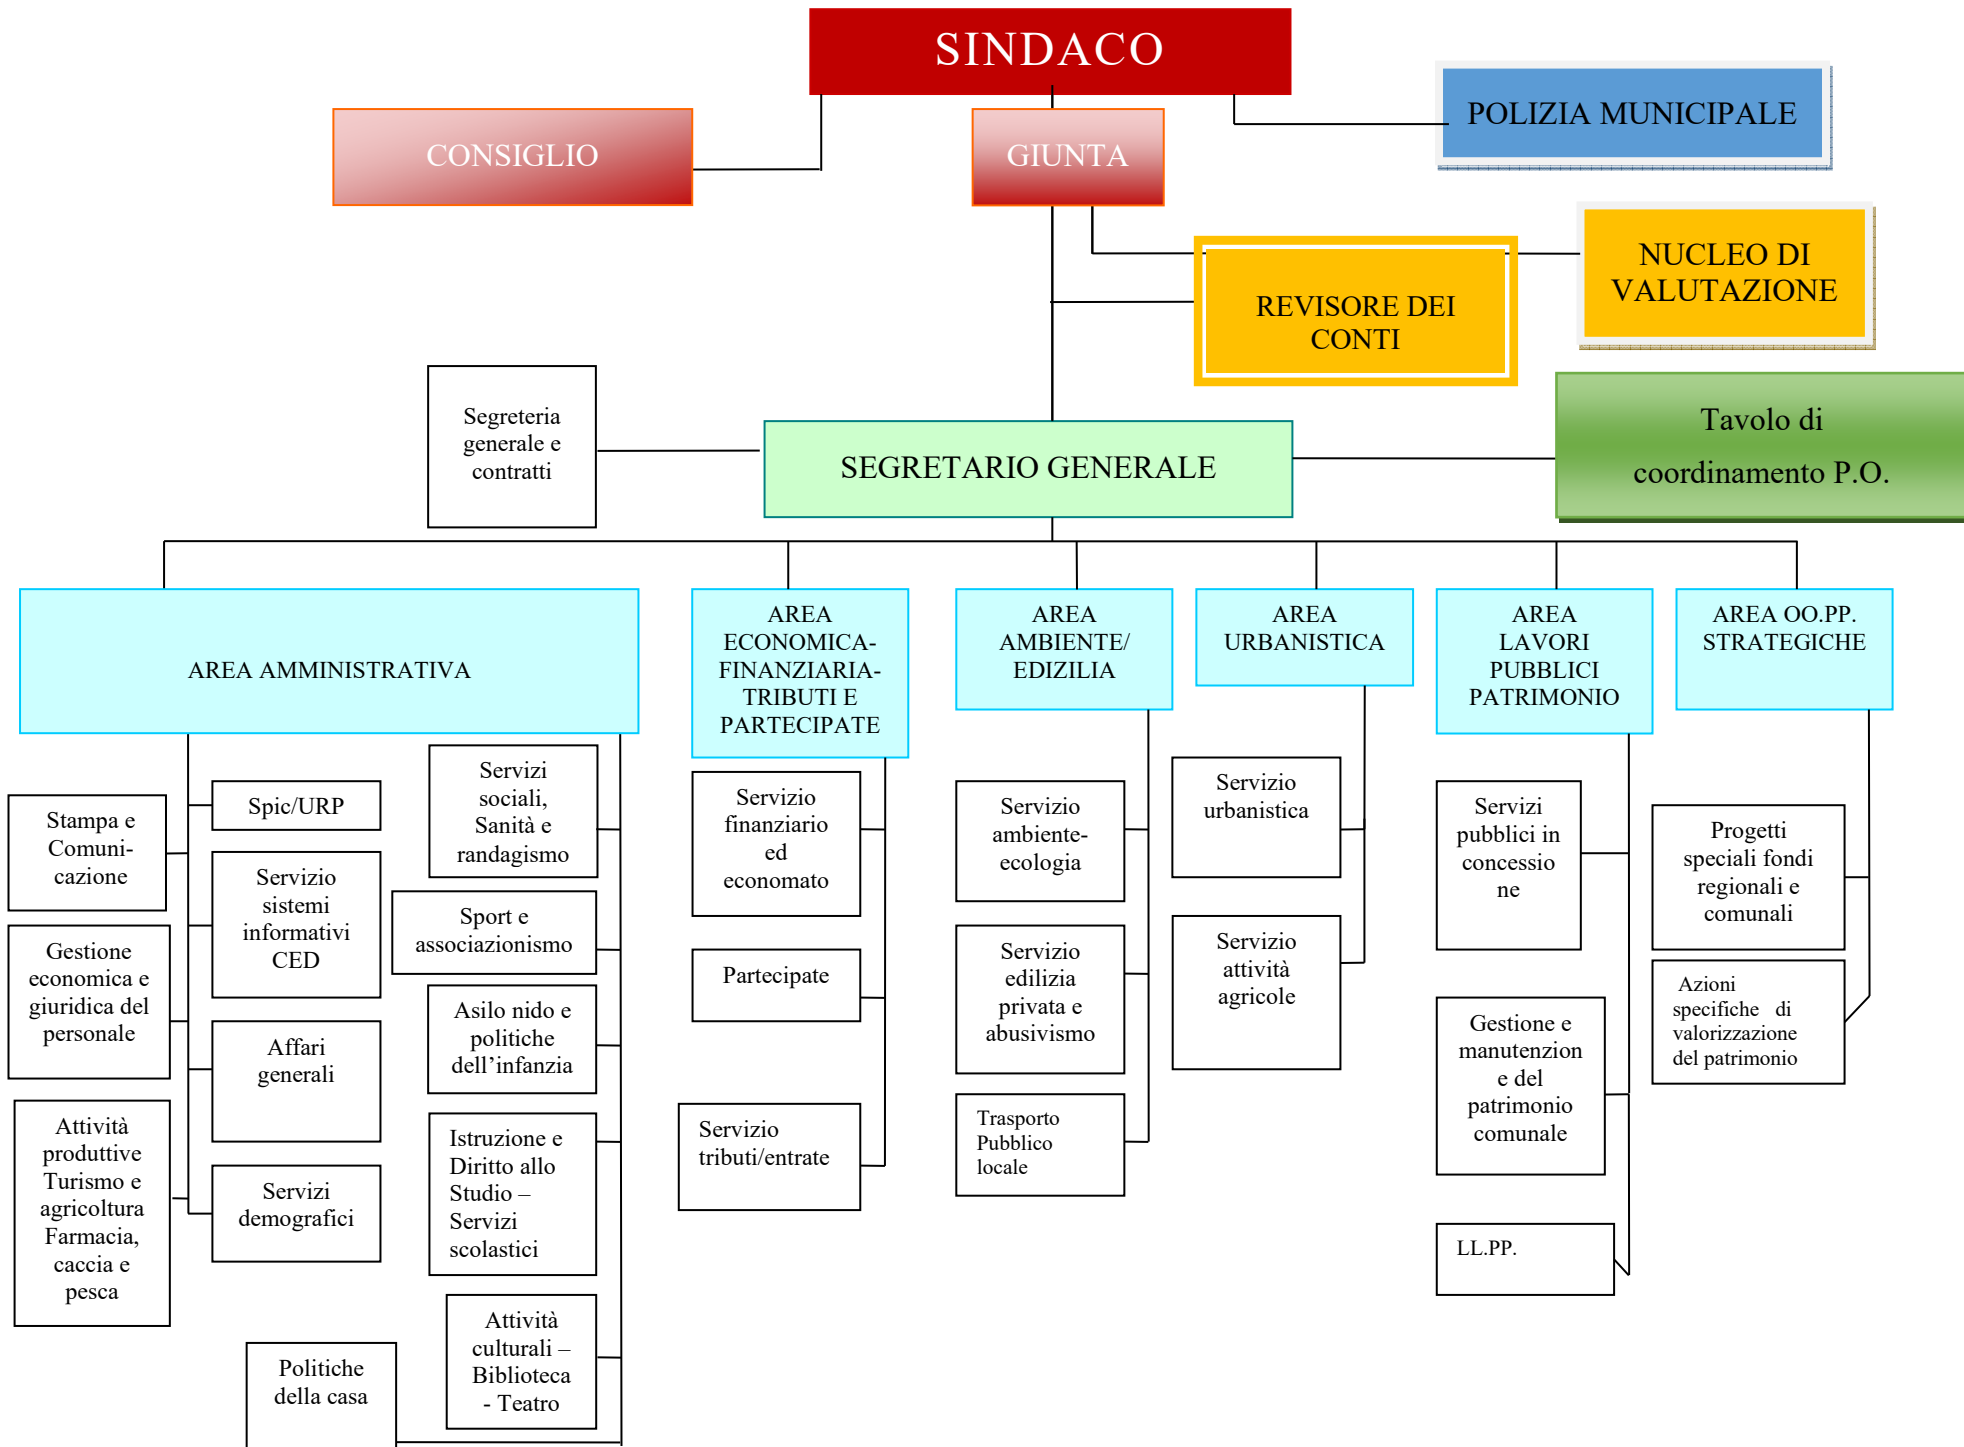 SINDACO
POLIZIA MUNICIPALE
CONSIGLIO
GIUNTA
NUCLEO DI
VALUTAZIONE
REVISORE DEI
CONTI
Segreteria
generale e
contratti
SEGRETARIO GENERALE
Tavolo di
coordinamento P.O.
AREA AMMINISTRATIVA
AREA
ECONOMICA-
FINANZIARIA-
TRIBUTI E
PARTECIPATE
AREA
AMBIENTE/
EDIZILIA
AREA
URBANISTICA
AREA
LAVORI
PUBBLICI
PATRIMONIO
AREA OO.PP.
STRATEGICHE
Stampa e
Comuni-
cazione
Gestione
economica e
giuridica del
personale
Attività
produttive
Turismo e
agricoltura
Farmacia,
caccia e
pesca
Spic/URP
Servizio
sistemi
informativi
CED
Affari
generali
Servizi
demografici
Politiche
della casa
Servizi
sociali,
Sanità e
randagismo
Sport e
associazionismo
Asilo nido e
politiche
dell’infanzia
Istruzione e
Diritto allo
Studio –
Servizi
scolastici
Attività
culturali –
Biblioteca
- Teatro
Servizio
finanziario
ed
economato
Partecipate
Servizio
tributi/entrate
Servizio
ambiente-
ecologia
Servizio
edilizia
privata e
abusivismo
Trasporto
Pubblico
locale
Servizio
urbanistica
Servizio
attività
agricole
Servizi
pubblici in
concessio
ne
Gestione e
manutenzion
e del
patrimonio
comunale
LL.PP.
Progetti
speciali fondi
regionali e
comunali
Azioni
specifiche di
valorizzazione
del patrimonio